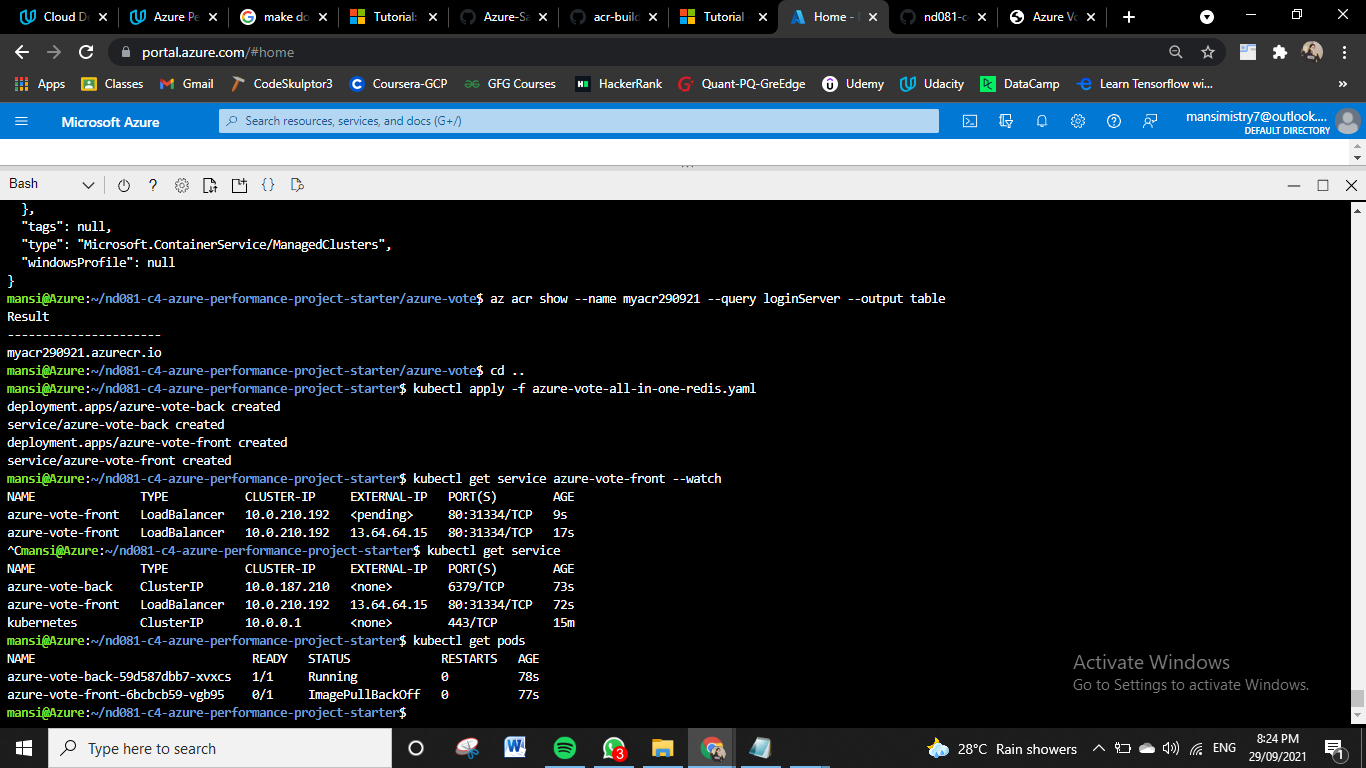 Cloud D
Azure Pe
make do
Tutorial:
Azure-Sa
acr-build
Tutorial
Home -
nd081-c
Azure Vo
portal.azure.com/#home
Apps
Classes
Gmail
CodeSkulptor3
Coursera-GCP
GFG Courses
HackerRank
Quant-PQ-GreEdge
Udemy
Udacity
DataCamp
Learn Tensorflow wi...
»
Microsoft Azure
Search resources, services, and docs (G+/)
mansimistry7@outlook....
DEFAULT DIRECTORY
Bash
},
"tags": null,
"type": "Microsoft.ContainerService/ManagedClusters",
"windowsProfile": null
}
mansi@Azure:~/nd081-c4-azure-performance-project-starter/azure-vote$ az acr show --name myacr290921 --query loginServer --output table
Result
----------------------
myacr290921.azurecr.io
mansi@Azure:~/nd081-c4-azure-performance-project-starter/azure-vote$ cd ..
mansi@Azure:~/nd081-c4-azure-performance-project-starter$ kubectl apply -f azure-vote-all-in-one-redis.yaml
deployment.apps/azure-vote-back created
service/azure-vote-back created
deployment.apps/azure-vote-front created
service/azure-vote-front created
mansi@Azure:~/nd081-c4-azure-performance-project-starter$ kubectl get service azure-vote-front --watch
NAME TYPE CLUSTER-IP EXTERNAL-IP PORT(S) AGE
azure-vote-front LoadBalancer 10.0.210.192 <pending> 80:31334/TCP 9s
azure-vote-front LoadBalancer 10.0.210.192 13.64.64.15 80:31334/TCP 17s
^Cmansi@Azure:~/nd081-c4-azure-performance-project-starter$ kubectl get service
NAME TYPE CLUSTER-IP EXTERNAL-IP PORT(S) AGE
azure-vote-back ClusterIP 10.0.187.210 <none> 6379/TCP 73s
azure-vote-front LoadBalancer 10.0.210.192 13.64.64.15 80:31334/TCP 72s
kubernetes ClusterIP 10.0.0.1 <none> 443/TCP 15m
mansi@Azure:~/nd081-c4-azure-performance-project-starter$ kubectl get pods
NAME READY STATUS RESTARTS AGE
azure-vote-back-59d587dbb7-xvxcs 1/1 Running 0 78s
azure-vote-front-6bcbcb59-vgb95 0/1 ImagePullBackOff 0 77s
mansi@Azure:~/nd081-c4-azure-performance-project-starter$
Activate Windows
Go to Settings to activate Windows.
Type here to search
3
28°C Rain showers
ENG
8:24 PM
29/09/2021
1